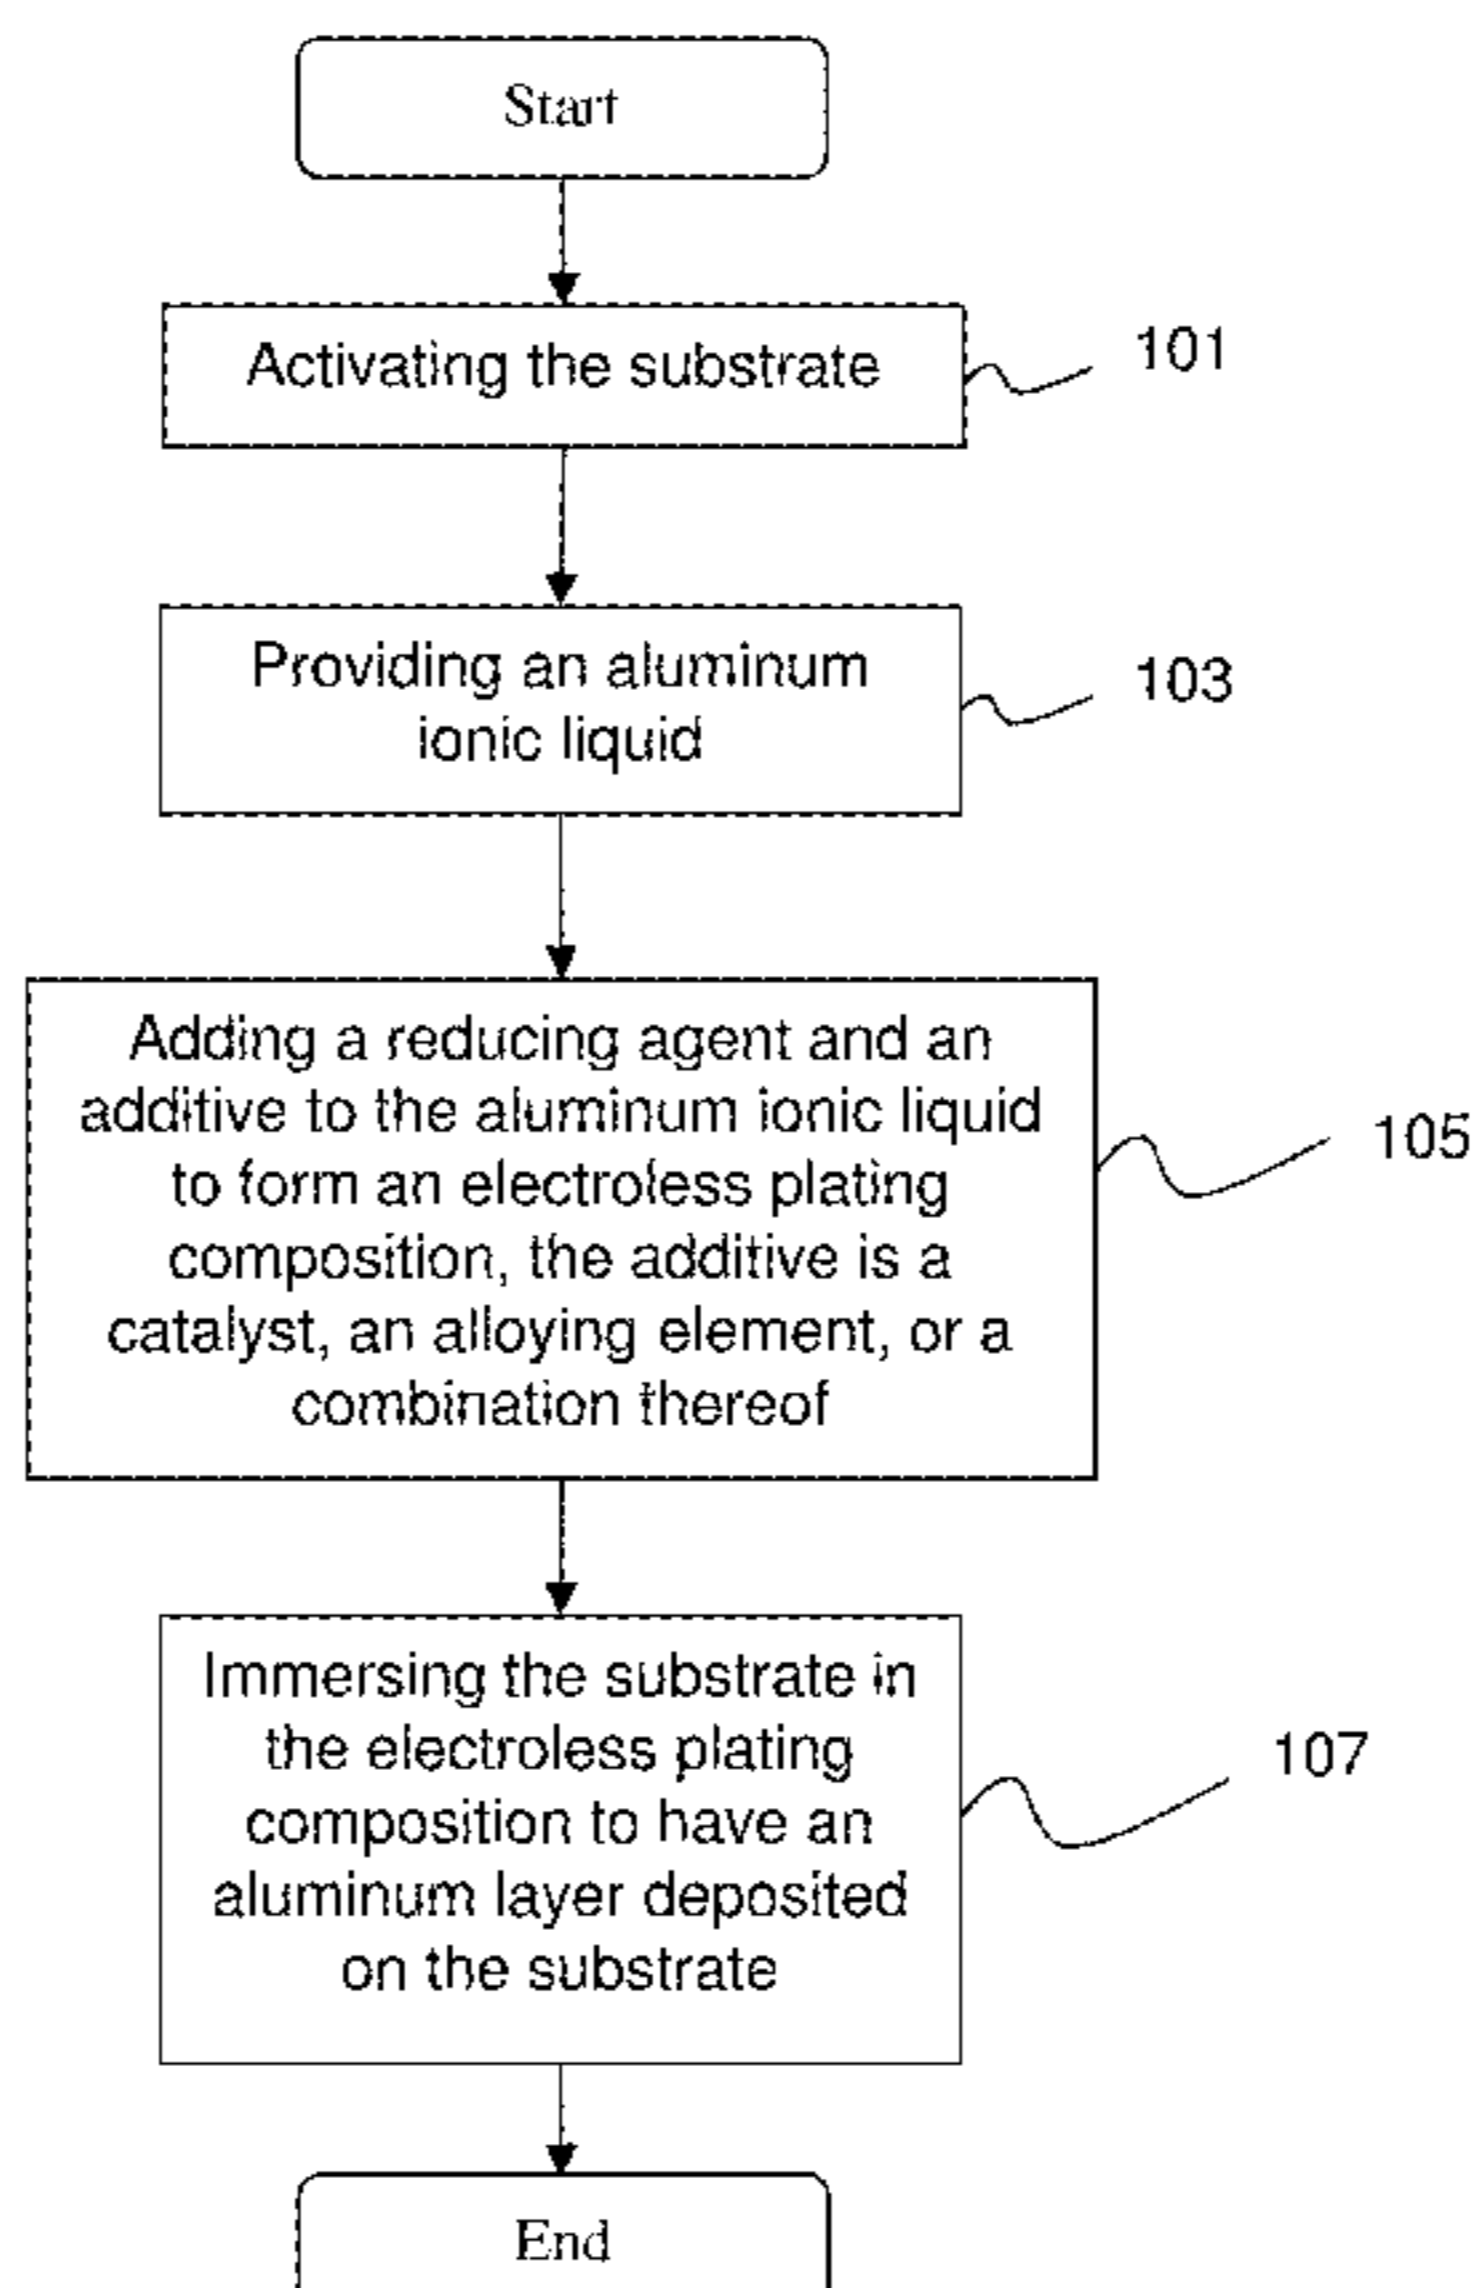 Start
Activating the substrate
101
Providing an aluminum
ionic liquid
103
Adding a reducing agent and an
additive to the aluminum ionic liquid
to form an electroless plating
composition, the additive is a
catalyst, an alloying element, or a
combination thereof
105
Immersing the substrate in
the electroless plating
composition to have an
aluminum layer deposited
on the substrate
107
End